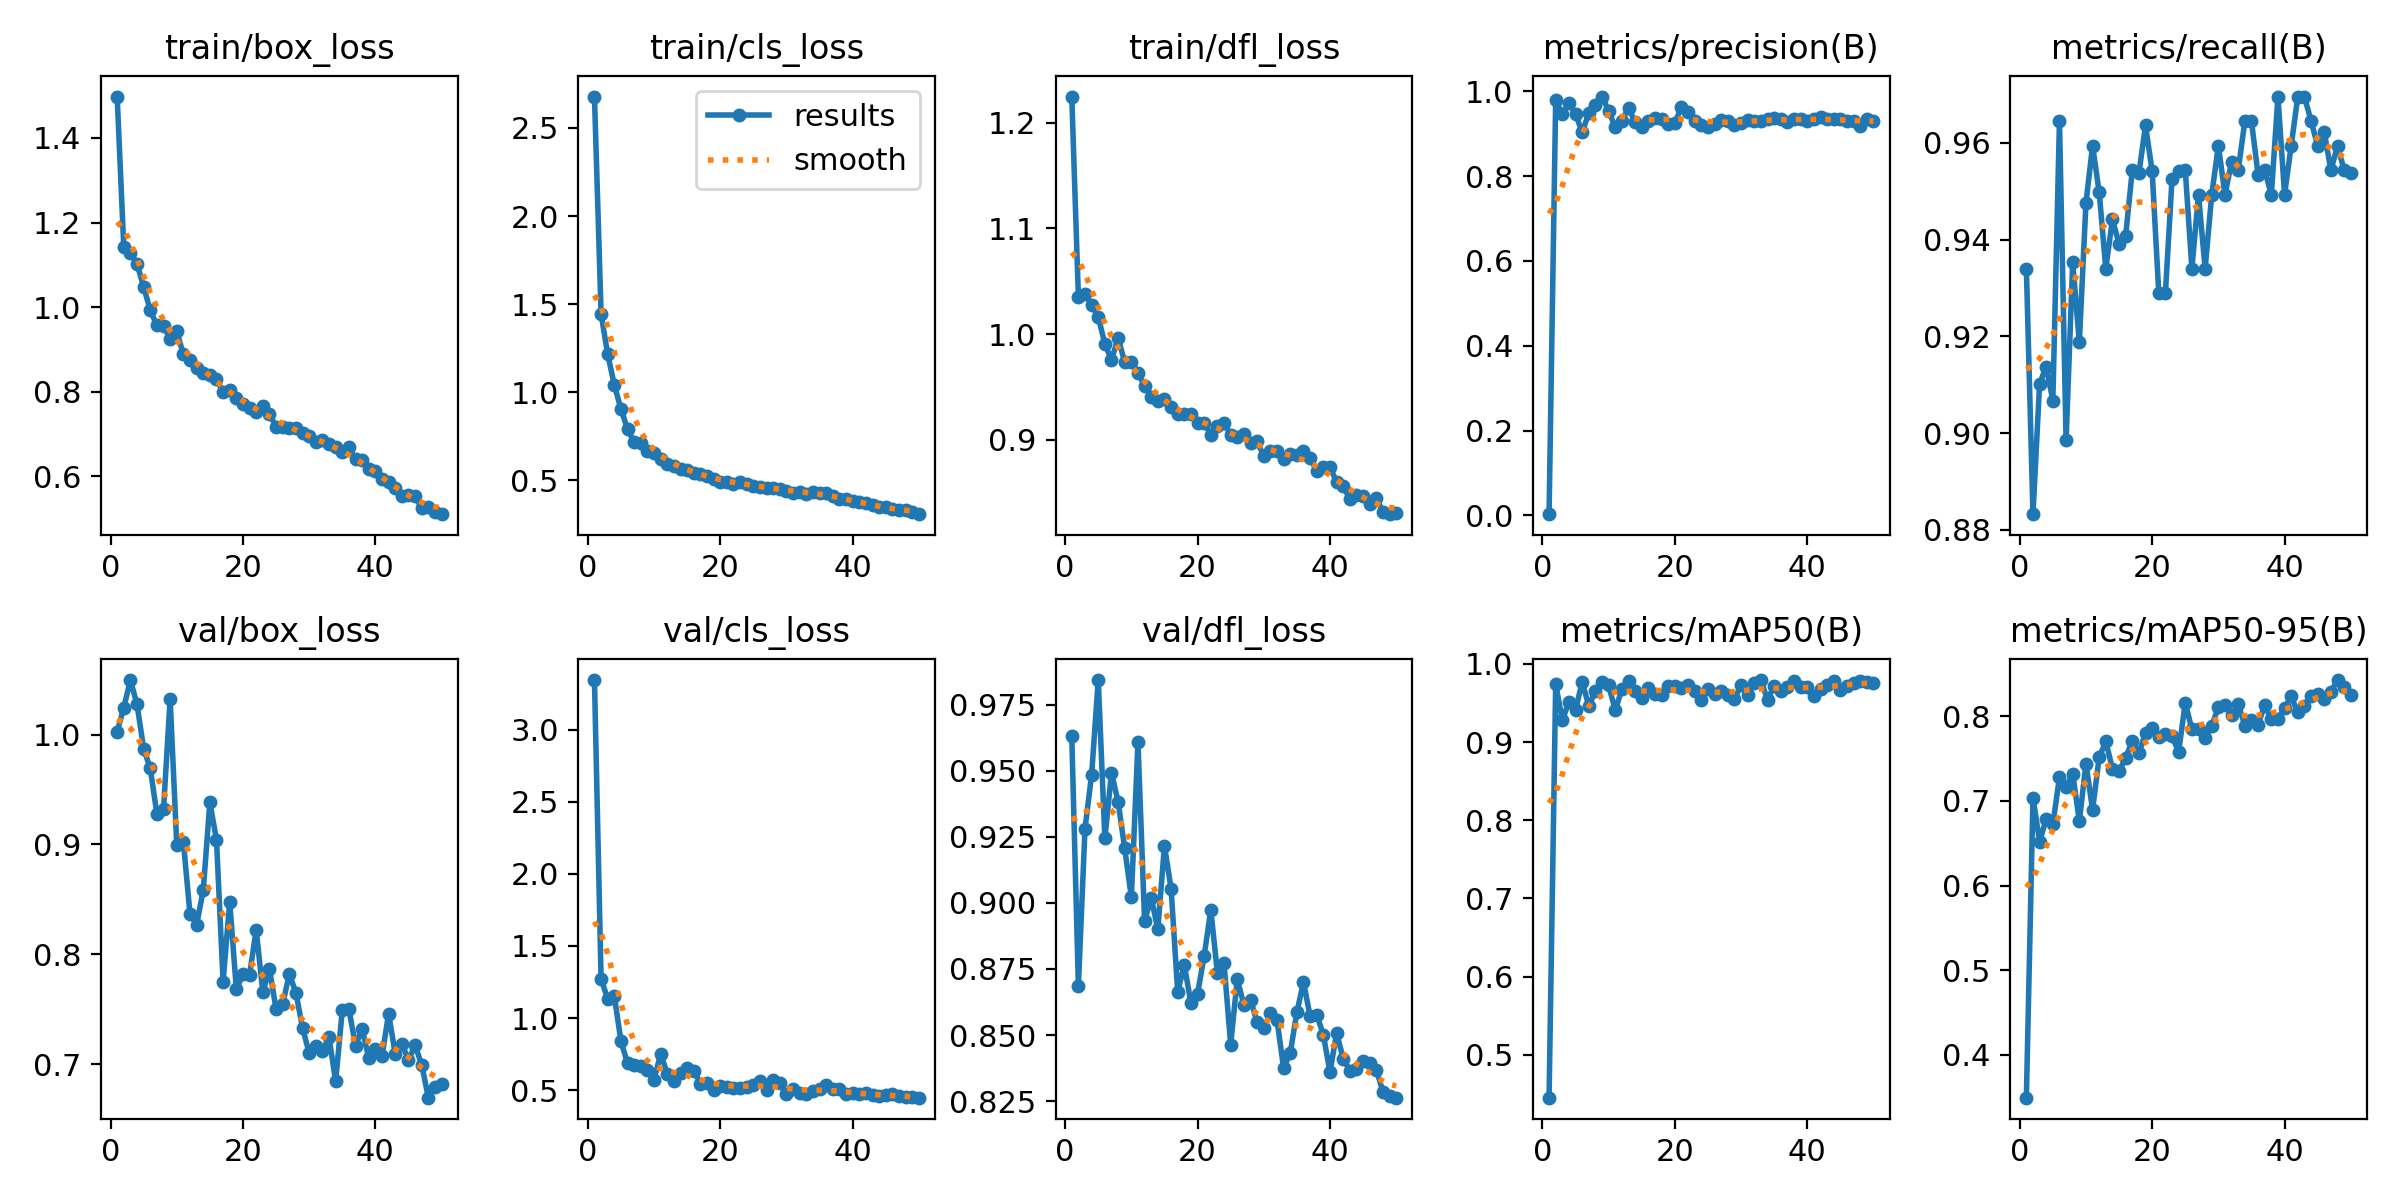 train/box_loss
1.4
1.2
1.0
0.8
0.6
0 20 40
train/cls_loss
results
smooth
2.5
2.0
1.5
1.0
0.5
0 20 40
train/dfl_loss
1.2
1.1
1.0
0.9
0 20 40
metrics/precision(B)
1.0
0.8
0.6
0.4
0.2
0.0
0 20 40
metrics/recall(B)
0.96
0.94
0.92
0.90
0.88
0 20 40
val/box_loss
1.0
0.9
0.8
0.7
0 20 40
val/cls_loss
3.0
2.5
2.0
1.5
1.0
0.5
0 20 40
val/dfl_loss
0.975
0.950
0.925
0.900
0.875
0.850
0.825
0 20 40
metrics/mAP50(B)
1.0
0.9
0.8
0.7
0.6
0.5
0 20 40
metrics/mAP50-95(B)
0.8
0.7
0.6
0.5
0.4
0 20 40